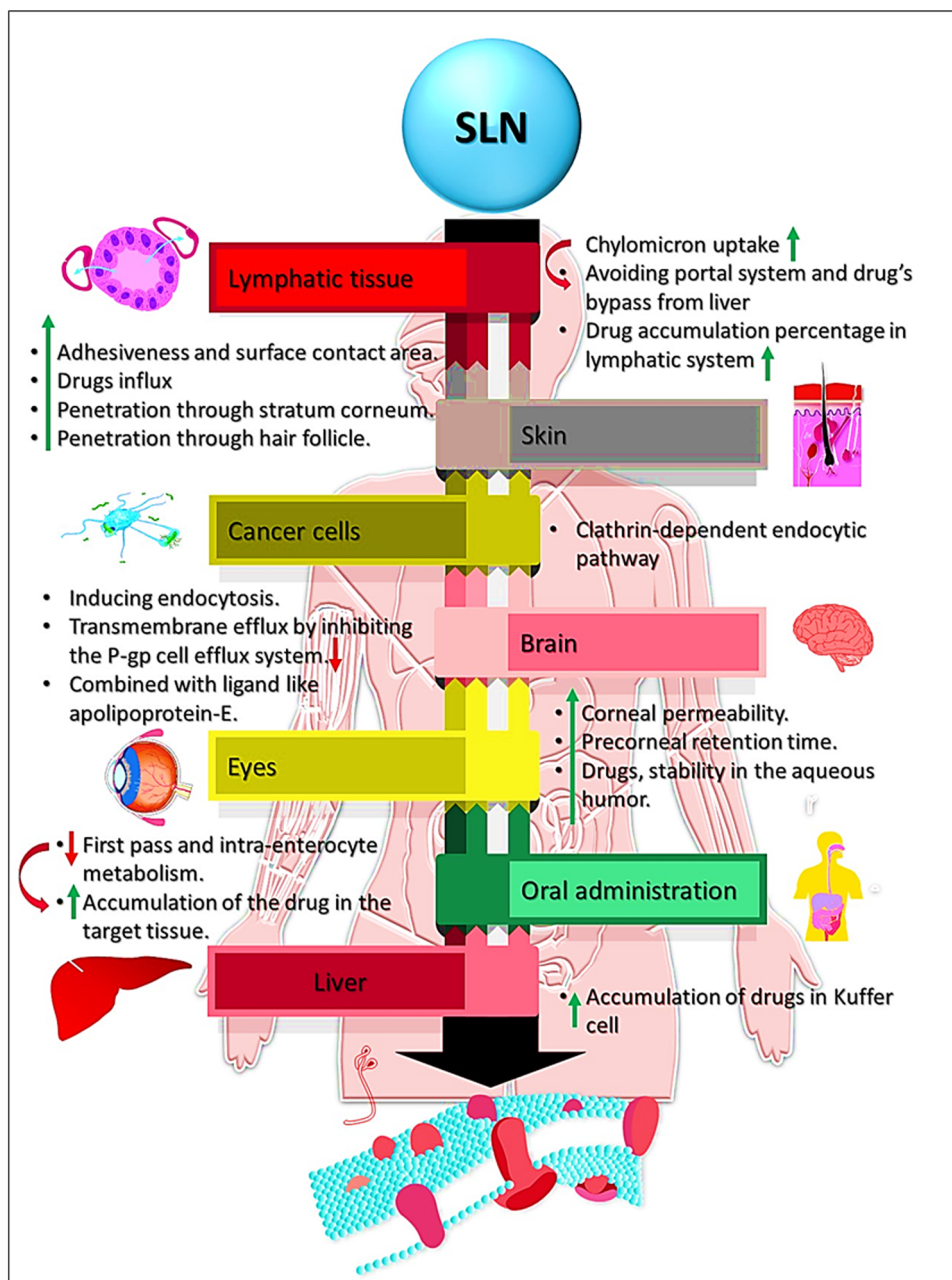 SLN
Lymphatic tissue
Chylomicron uptake
• Avoiding portal system and drug's
bypass from liver
• Drug accumulation percentage in
lymphatic system
• Adhesiveness and surface contact area.
• Drugs influx
• Penetration through stratum corneum.
• Penetration through hair follicle.
Skin
Cancer cells
• Clathrin-dependent endocytic
pathway
• Inducing endocytosis.
• Transmembrane efflux by inhibiting
the P-gp cell efflux system.
• Combined with ligand like
apolipoprotein-E.
Brain
Eyes
• Corneal permeability.
• Precorneal retention time.
• Drugs, stability in the aqueous
humor.
• First pass and intra-enterocyte
metabolism.
• Accumulation of the drug in the
target tissue.
Oral administration
Liver
• Accumulation of drugs in Kuffer
cell